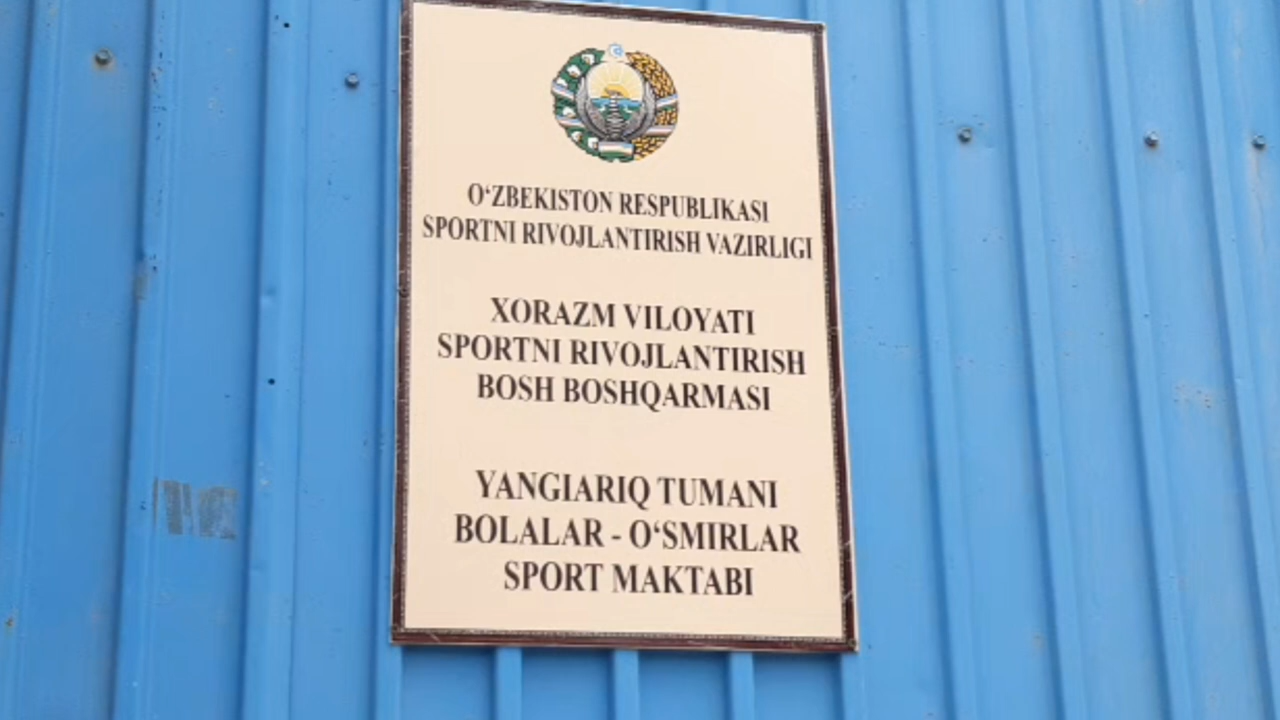 O‘ZBEKISTON RESPUBLIKASI
SPORTNI RIVOJLANTIRISH VAZIRLIGI
XORAZM VILOYATI
SPORTNI RIVOJLANTIRISH
BOSH BOSHQARMASI
YANGIARIQ TUMANI
BOLALAR - O‘SMIRLAR
SPORT MAKTABI